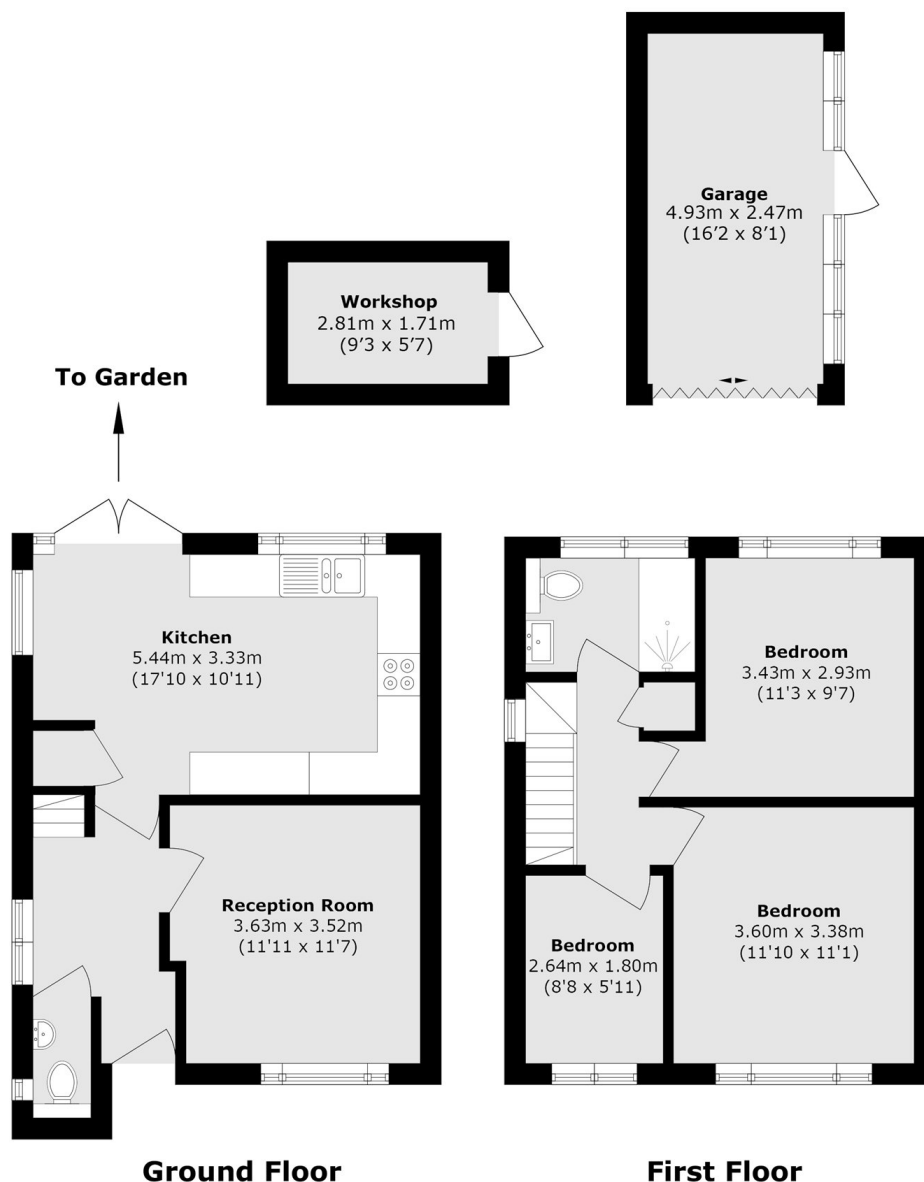 Garage
4.93m x 2.47m
(16'2 x 8'1)
Workshop
2.81m x 1.71m
(9'3 x 5'7)
To Garden
Kitchen
5.44m x 3.33m
(17'10 x 10'11)
Bedroom
3.43m x 2.93m
(11'3 x 9'7)
Reception Room
3.63m x 3.52m
(11'11 x 11'7)
Bedroom
3.60m x 3.38m
(11'10 x 11'1)
Bedroom
2.64m x 1.80m
(8'8 x 5'11)
Ground Floor
First Floor